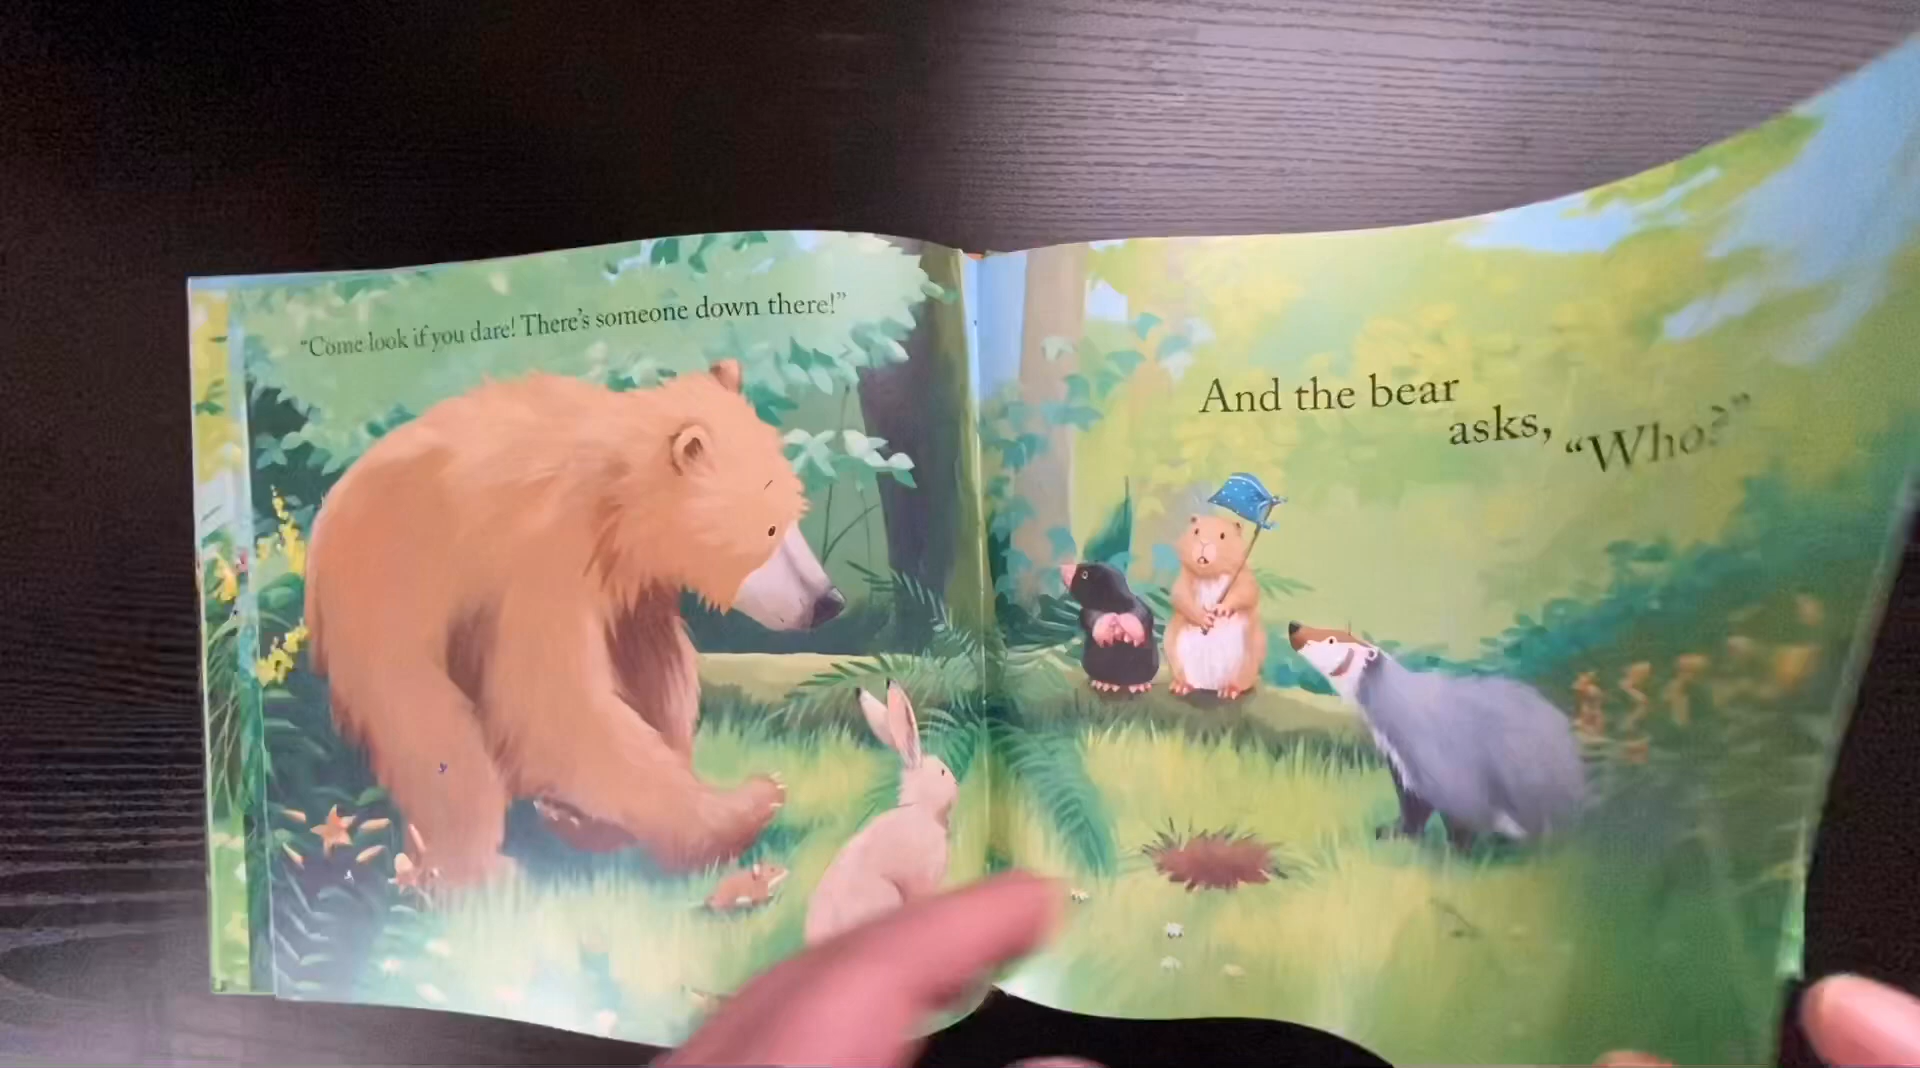 “Come look if you dare! There’s someone down there!”
And the bear
asks, “Who?”